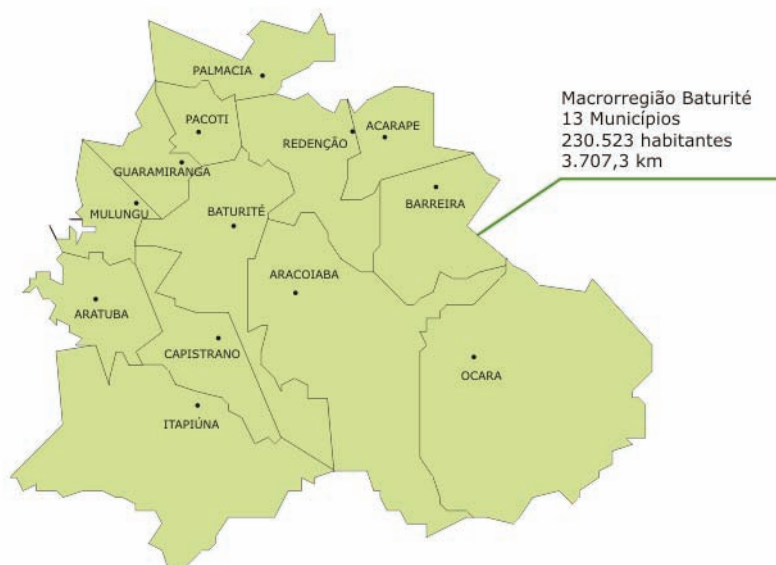 PALMACIA
Macrorregião Baturité
13 Municípios
230.523 habitantes
3.707,3 km
PACOTI
REDENÇÃO
ACARAPE
GUARAMIRANGA
BARREIRA
MULUNGU
BATURITÉ
ARACOIABA
ARATUBA
CAPISTRANO
OCARA
ITAPIÚNA